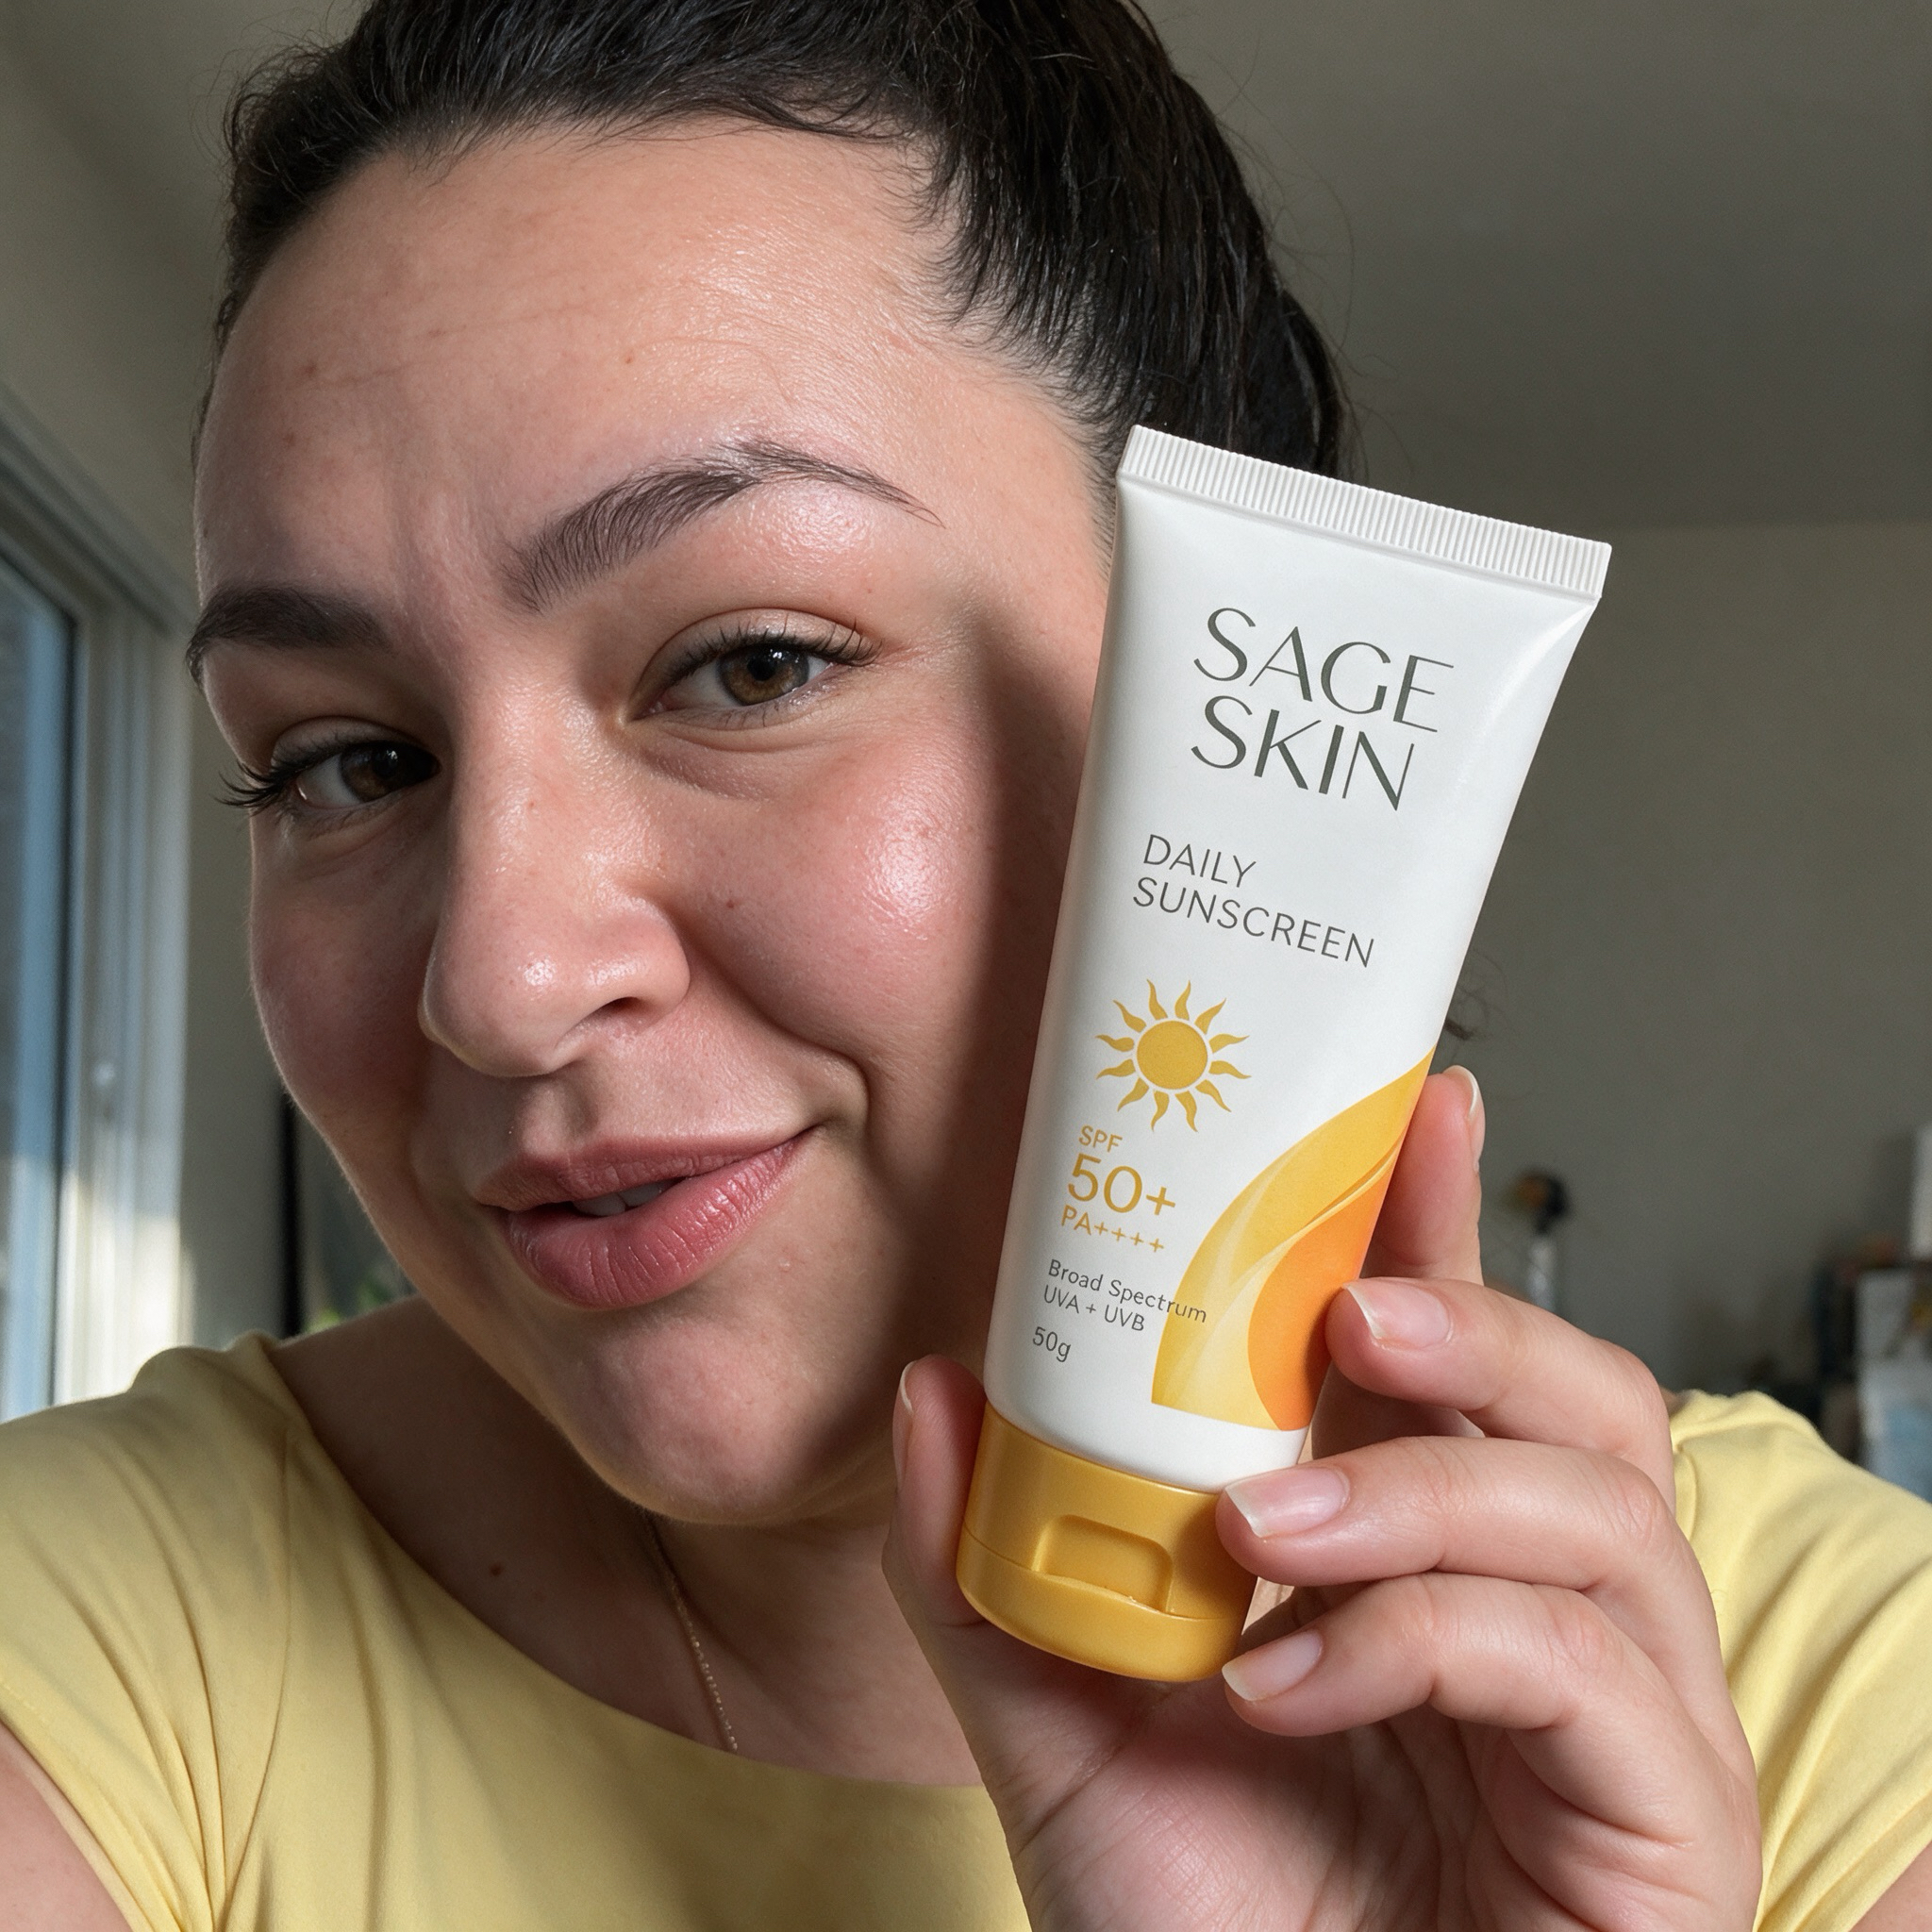 SAGE
SKIN
DAILY
SUNSCREEN
SPF
50+
PA++++
Broad Spectrum
UVA + UVB
50g